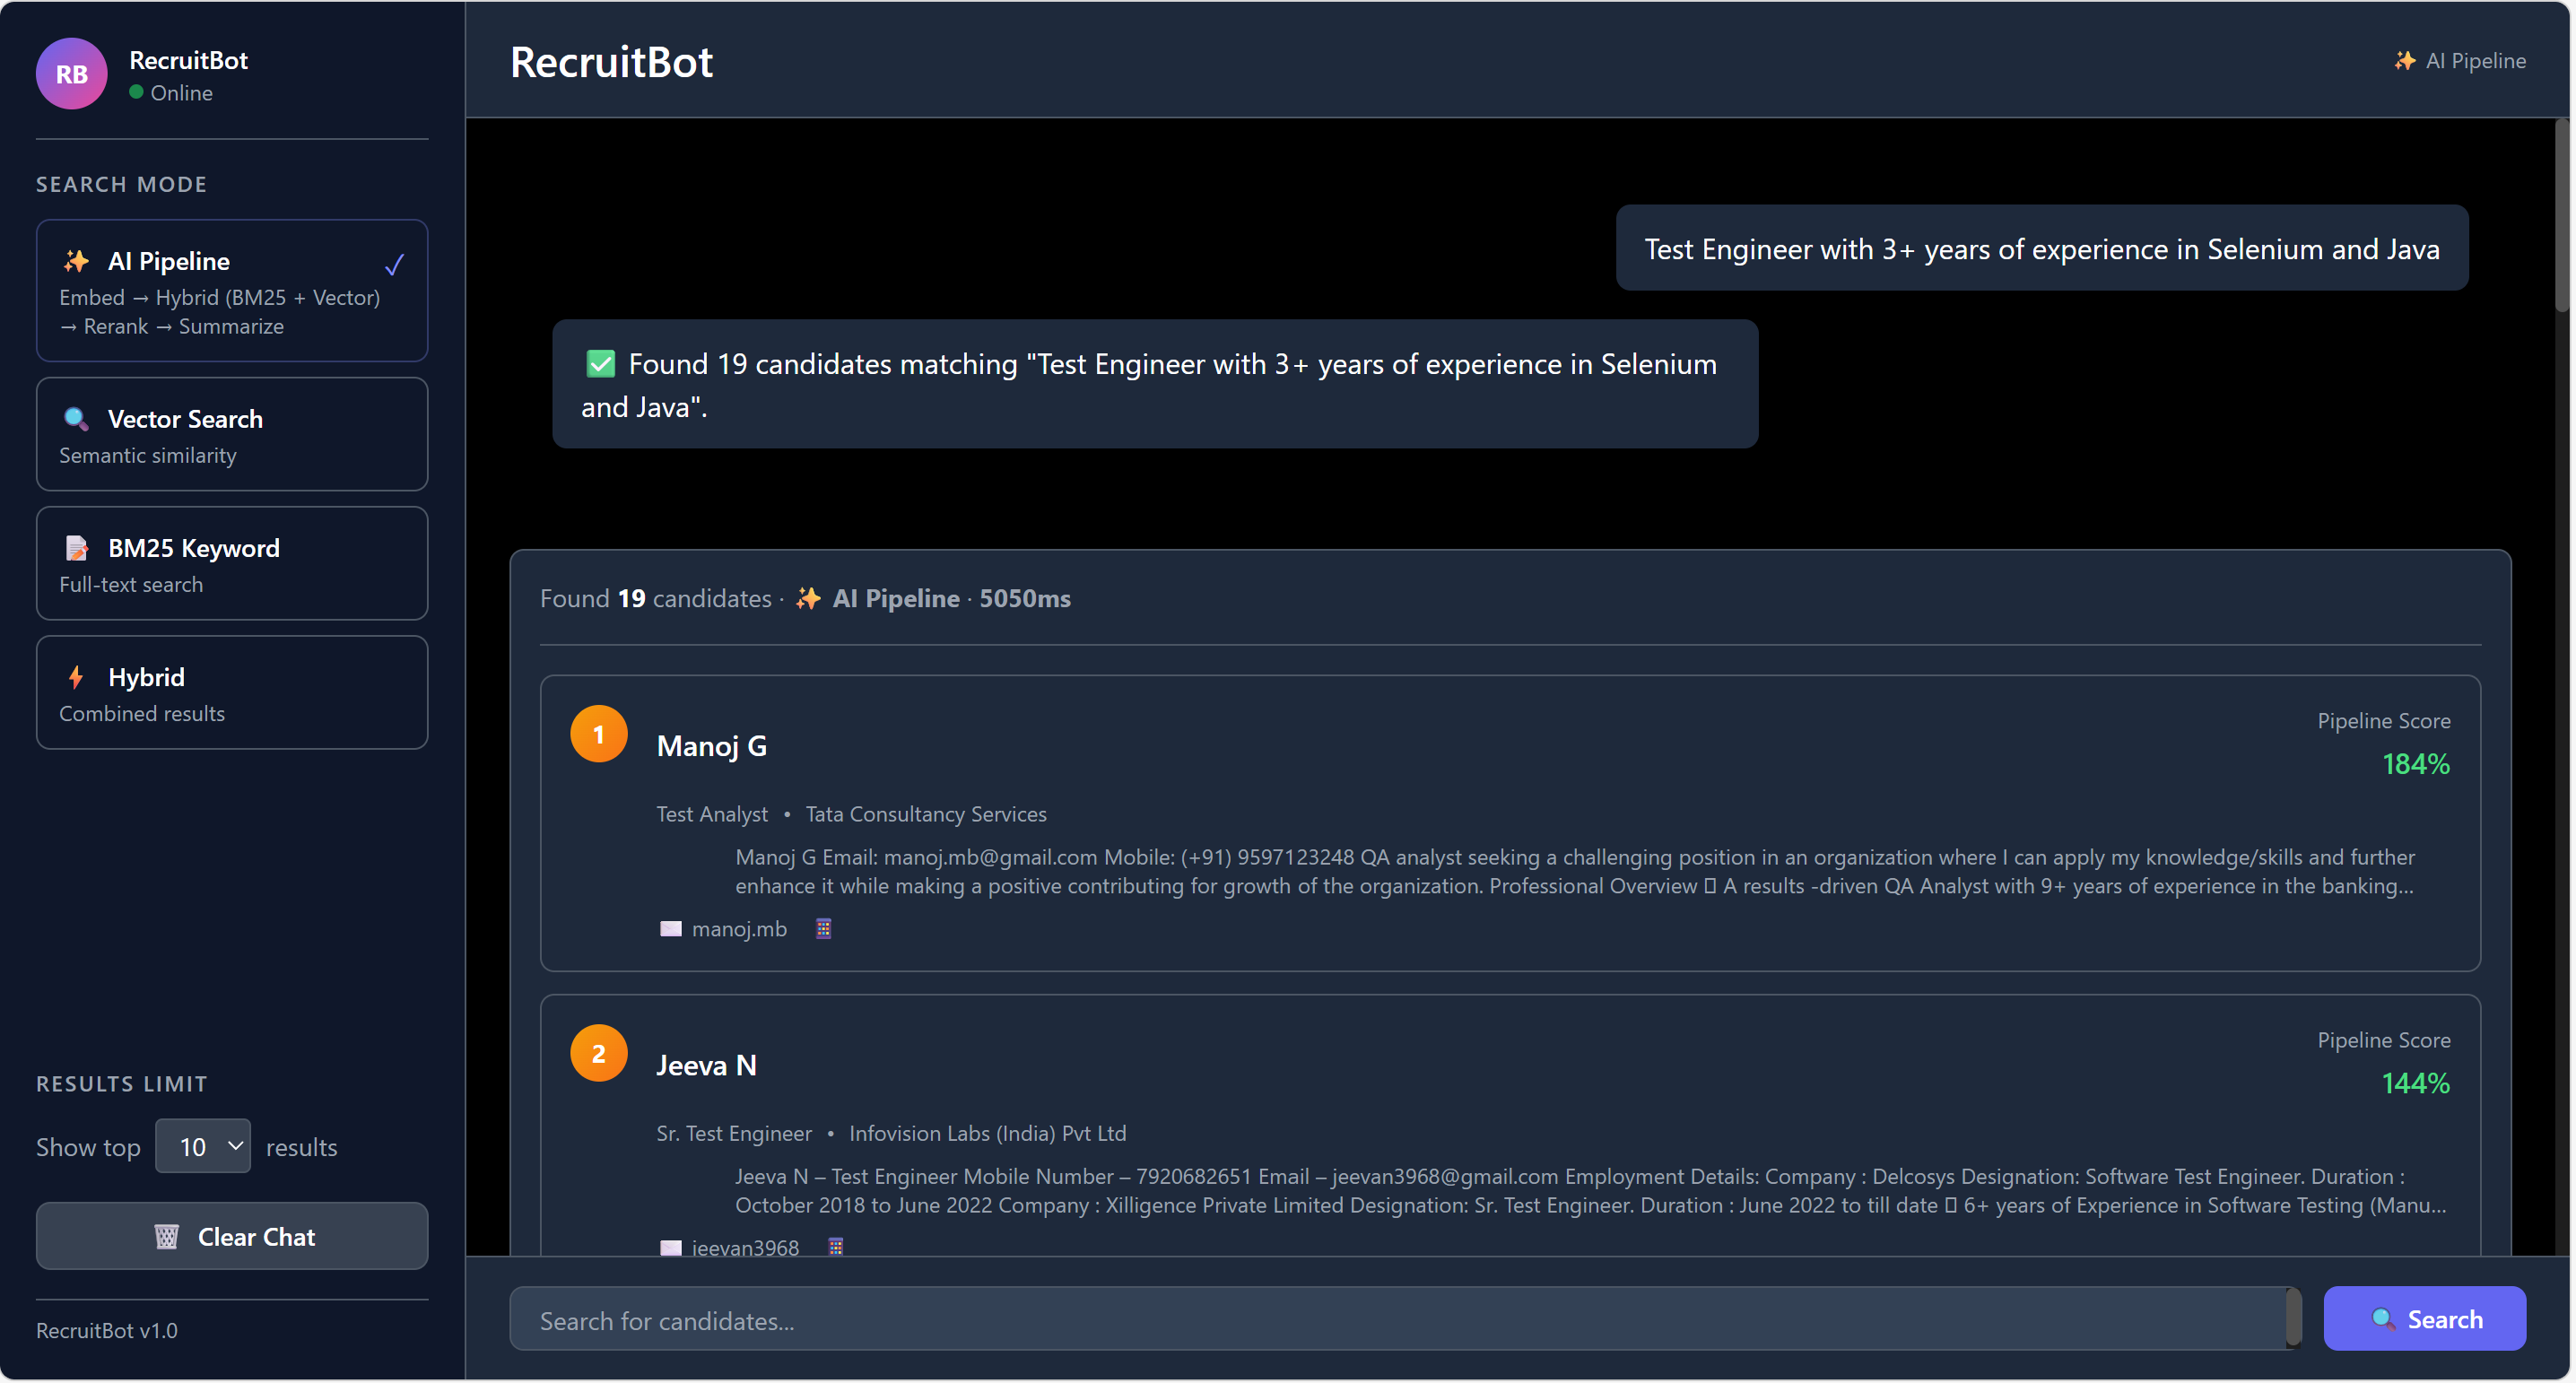 RB
RecruitBot
Online
SEARCH MODE
AI Pipeline
Embed → Hybrid (BM25 + Vector)
→ Rerank → Summarize
Vector Search
Semantic similarity
BM25 Keyword
Full-text search
Hybrid
Combined results
RESULTS LIMIT
Show top 10 results
Clear Chat
RecruitBot v1.0
RecruitBot
AI Pipeline
Test Engineer with 3+ years of experience in Selenium and Java
Found 19 candidates matching "Test Engineer with 3+ years of experience in Selenium
and Java".
Found 19 candidates · AI Pipeline · 5050ms
1
Manoj G
Pipeline Score
184%
Test Analyst • Tata Consultancy Services
Manoj G Email: manoj.mb@gmail.com Mobile: (+91) 9597123248 QA analyst seeking a challenging position in an organization where I can apply my knowledge/skills and further
enhance it while making a positive contributing for growth of the organization. Professional Overview  A results -driven QA Analyst with 9+ years of experience in the banking...
manoj.mb
2
Jeeva N
Pipeline Score
144%
Sr. Test Engineer • Infovision Labs (India) Pvt Ltd
Jeeva N – Test Engineer Mobile Number – 7920682651 Email – jeevan3968@gmail.com Employment Details: Company : Delcosys Designation: Software Test Engineer. Duration :
October 2018 to June 2022 Company : Xilligence Private Limited Designation: Sr. Test Engineer. Duration : June 2022 to till date  6+ years of Experience in Software Testing (Manu...
jeevan3968
Search for candidates...
Search